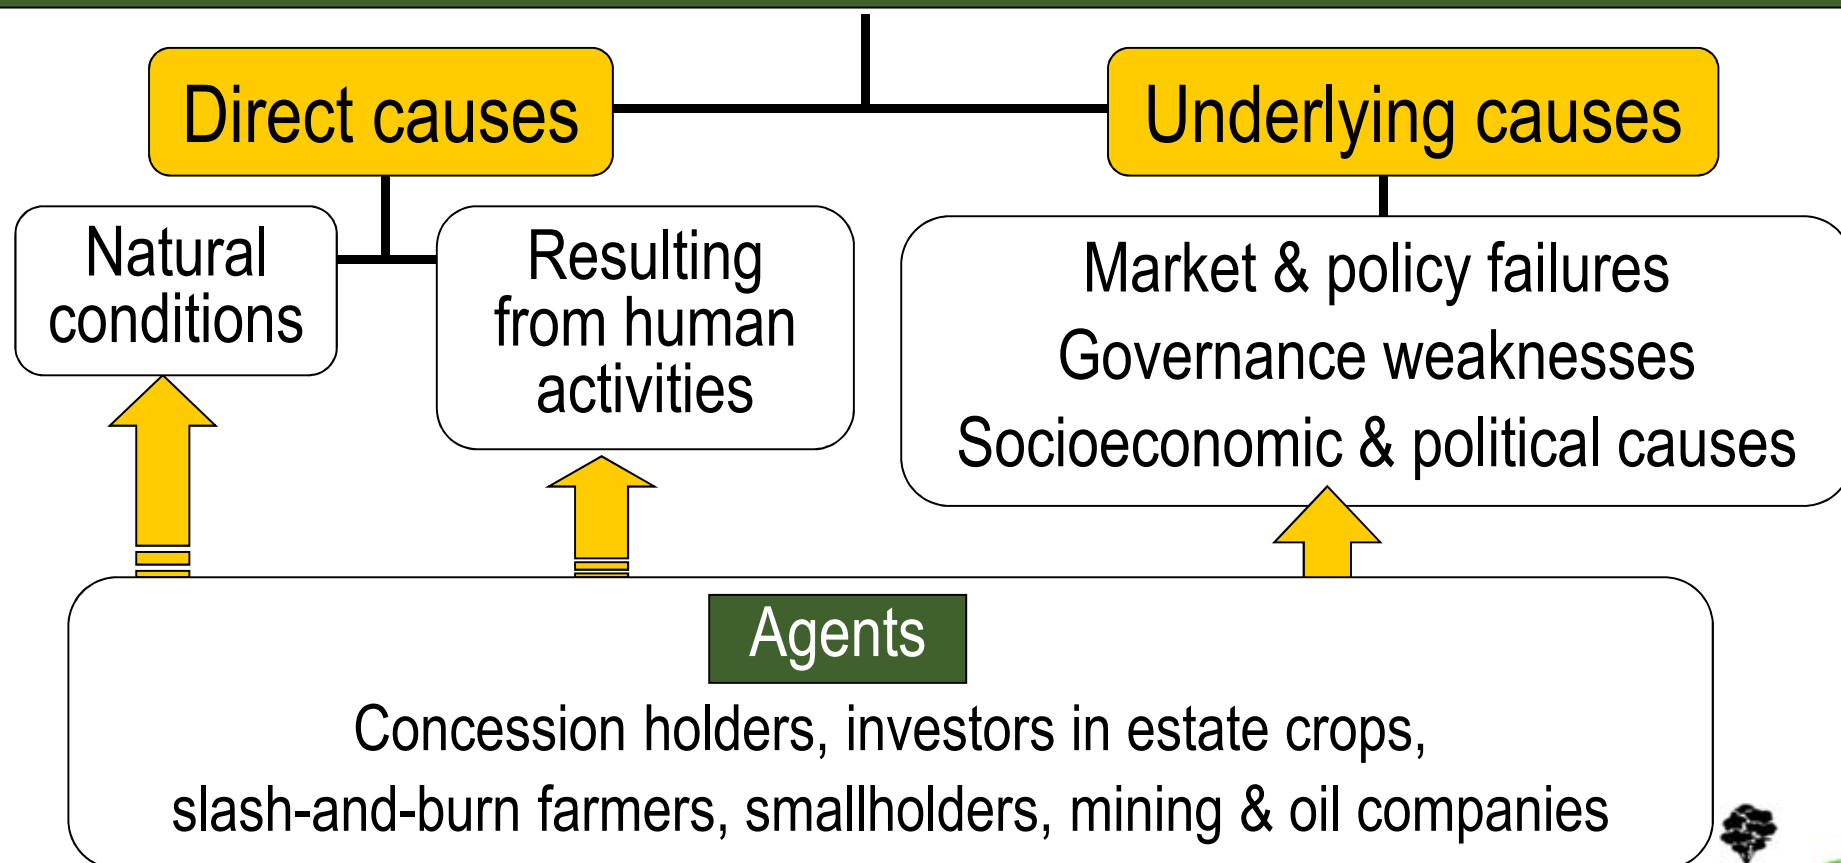 Direct causes
Underlying causes
Natural
conditions
Resulting
from human
activities
Market & policy failures
Governance weaknesses
Socioeconomic & political causes
Agents
Concession holders, investors in estate crops,
slash-and-burn farmers, smallholders, mining & oil companies